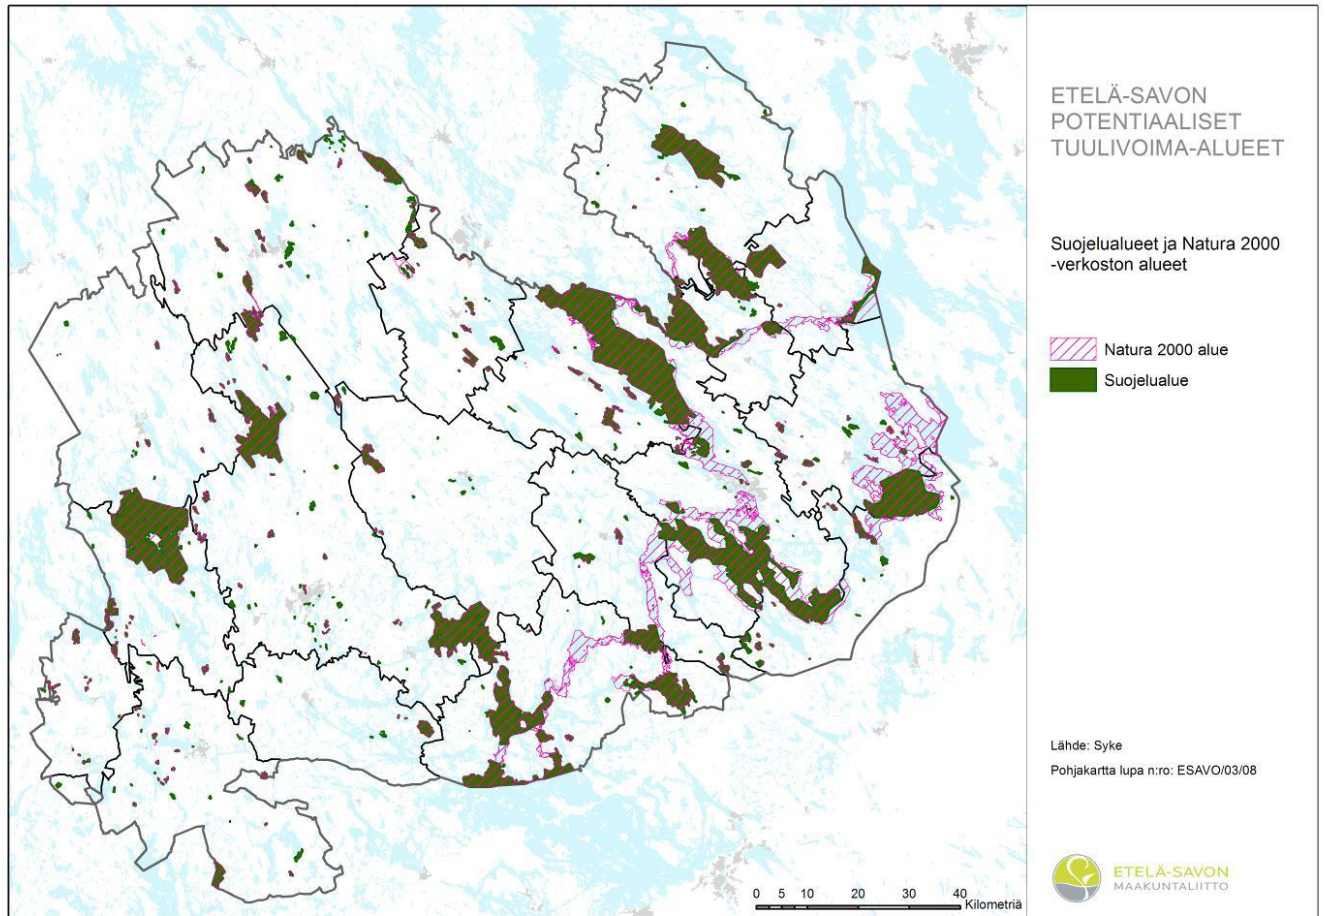 ETELÄ-SAVON
POTENTIAALISET
TUULIVOIMA-ALUEET
Suojelualueet ja Natura 2000
-verkoston alueet
Natura 2000 alue
Suojelualue
Lähde: Syke
Pohjakartta lupa n:ro: ESAVO/03/08
0 5 10 20 30 40
Kilometriä
ETELÄ-SAVON
MAAKUNTALIITTO